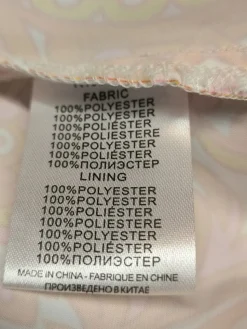 FABRIC
100%POLYESTER
100%POLYESTER
100%POLIÉSTER
100%POLIESTERE
100%POLYESTER
100%POLIÉSTER
100%ПОЛИЭСТЕР
LINING
100%POLYESTER
100%POLYESTER
100%POLIÉSTER
100%POLIESTERE
100%POLYESTER
100%POLIÉSTER
100%ПОЛИЭСТЕР
MADE IN CHINA - FABRIQUE EN CHINE
ПРОИЗВЕДЕНО В КИТАЕ